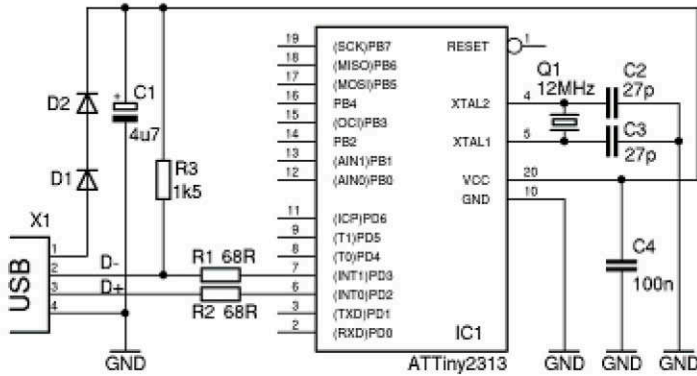 19 (SCK)PB7
18 (MISO)PB6
17 (MOSI)PB5
16 PB4
15 (OCI)PB3
14 PB2
13 (AIN1)PB1
12 (AIN0)PB0
11 (ICP)PD6
9 (T1)PD5
8 (T0)PD4
7 (INT1)PD3
6 (INT0)PD2
3 (TXD)PD1
2 (RXD)PD0
RESET 1
XTAL2 4
XTAL1 5
VCC 20
GND 10
IC1
ATTiny2313
Q1
12MHz
C2
27p
C3
27p
C4
100n
D2
D1
C1
+
4u7
R3
1k5
X1
USB
1
2
3
4
D-
D+
R1 68R
R2 68R
GND
GND
GND
GND